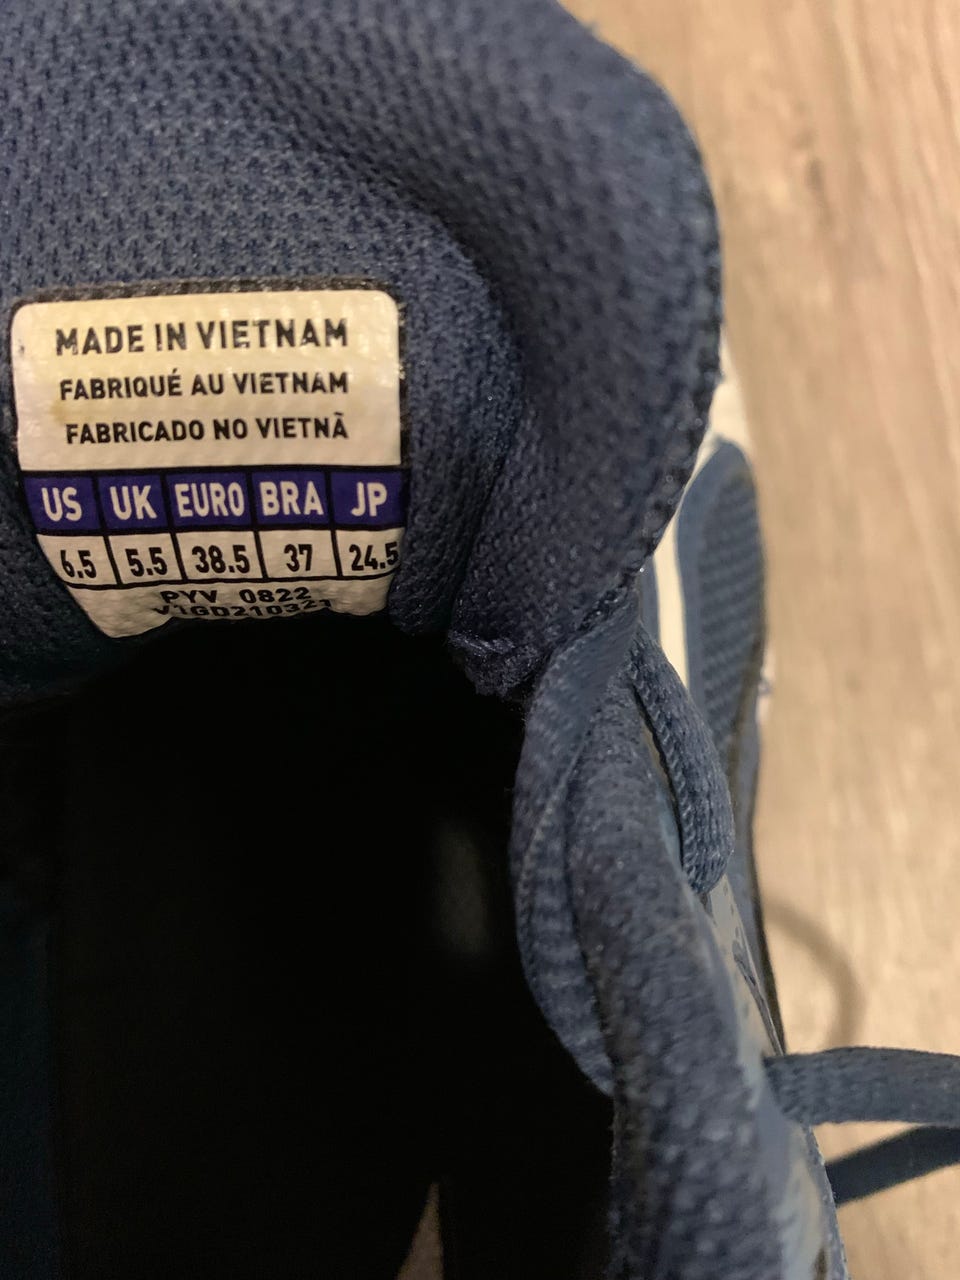 MADE IN VIETNAM
FABRIQUÉ AU VIETNAM
FABRICADO NO VIETNÃ
US UK EURO BRA JP
6.5 5.5 38.5 37 24.5
PYV 0822
V1GD210321